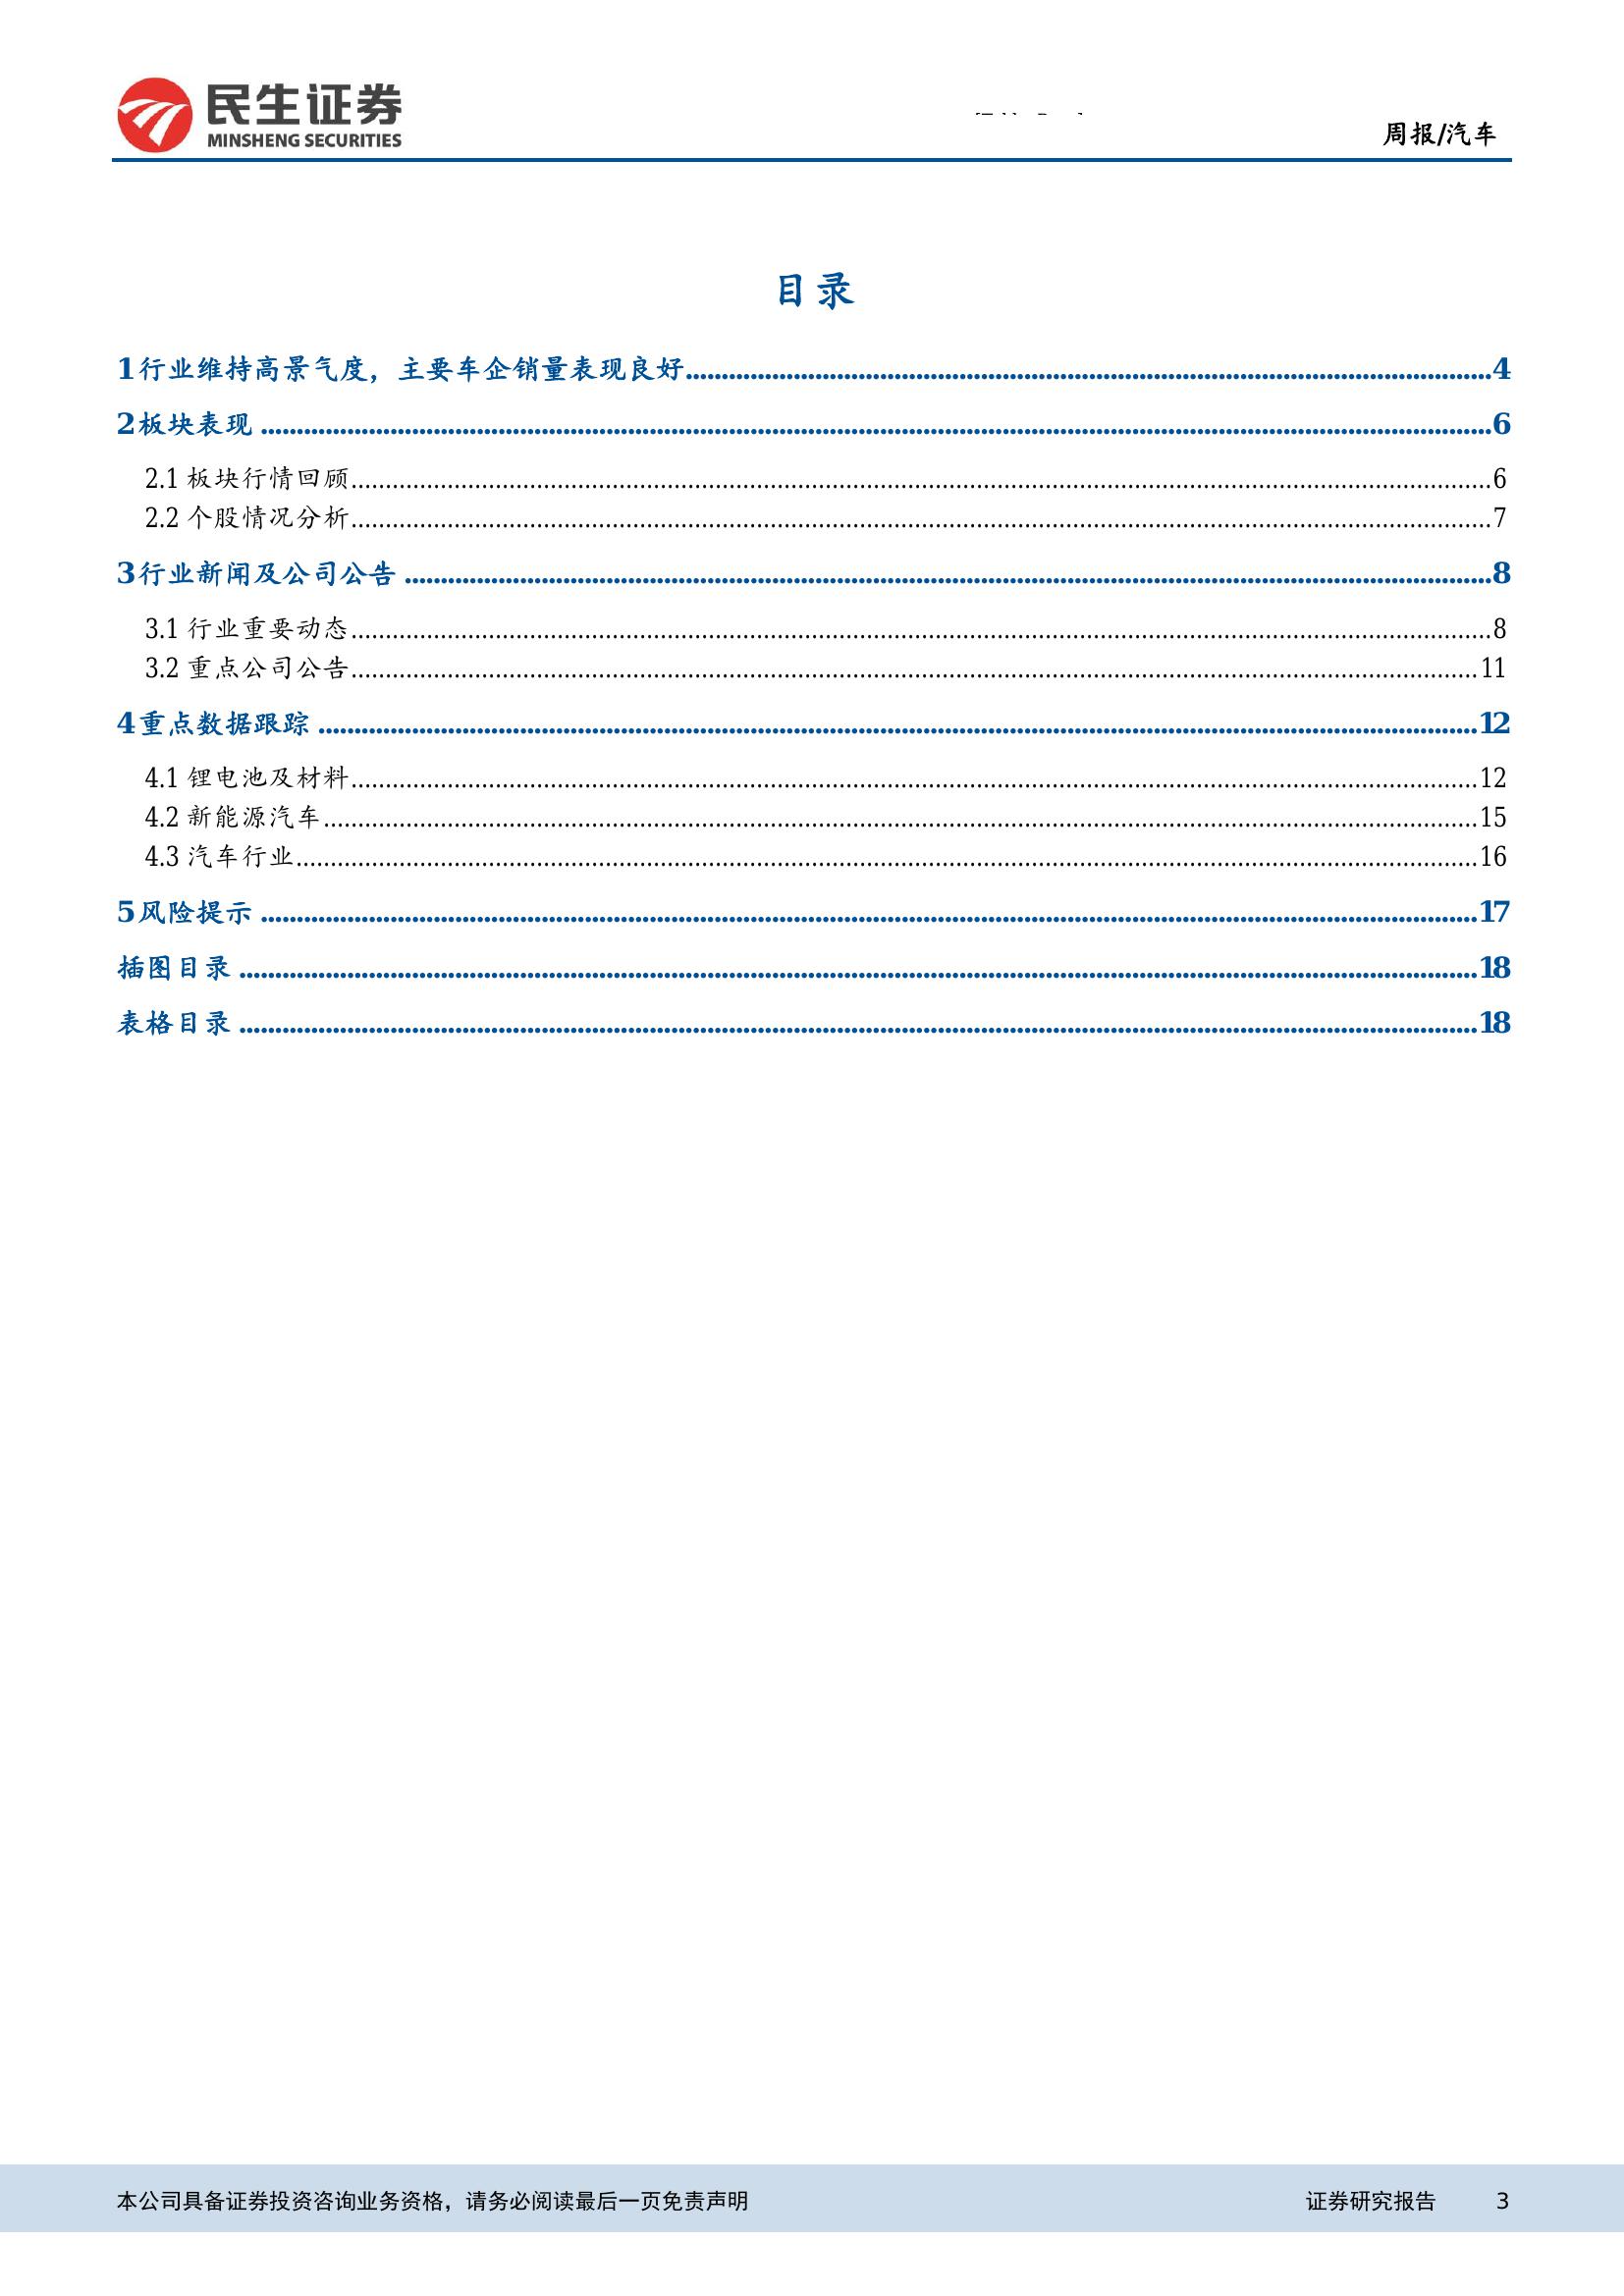 民生证券
MINSHENG SECURITIES
周报/汽车
目录
1 行业维持高景气度，主要车企销量表现良好........4
2 板块表现........6
2.1 板块行情回顾........6
2.2 个股情况分析........7
3 行业新闻及公司公告........8
3.1 行业重要动态........8
3.2 重点公司公告........11
4 重点数据跟踪........12
4.1 锂电池及材料........12
4.2 新能源汽车........15
4.3 汽车行业........16
5 风险提示........17
插图目录........18
表格目录........18
本公司具备证券投资咨询业务资格，请务必阅读最后一页免责声明 证券研究报告 3